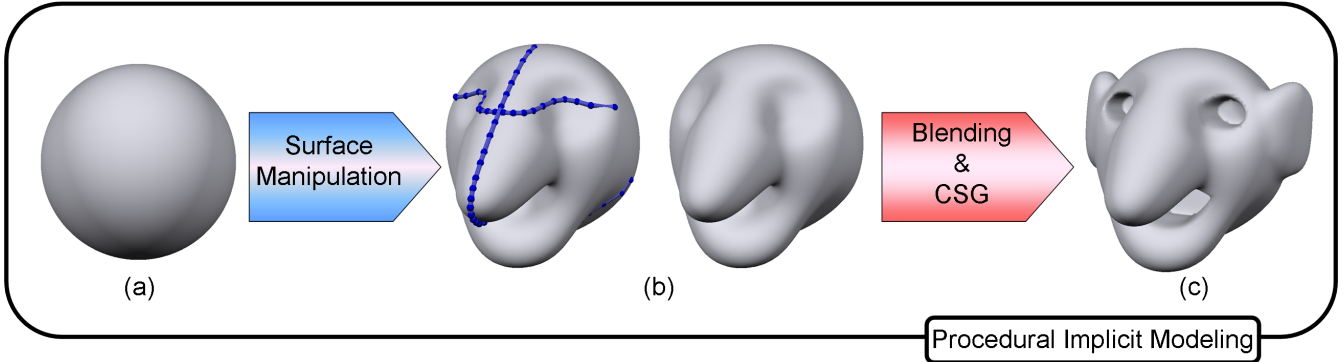 Surface
Manipulation
Blending
&
CSG
(a)
(b)
(c)
Procedural Implicit Modeling